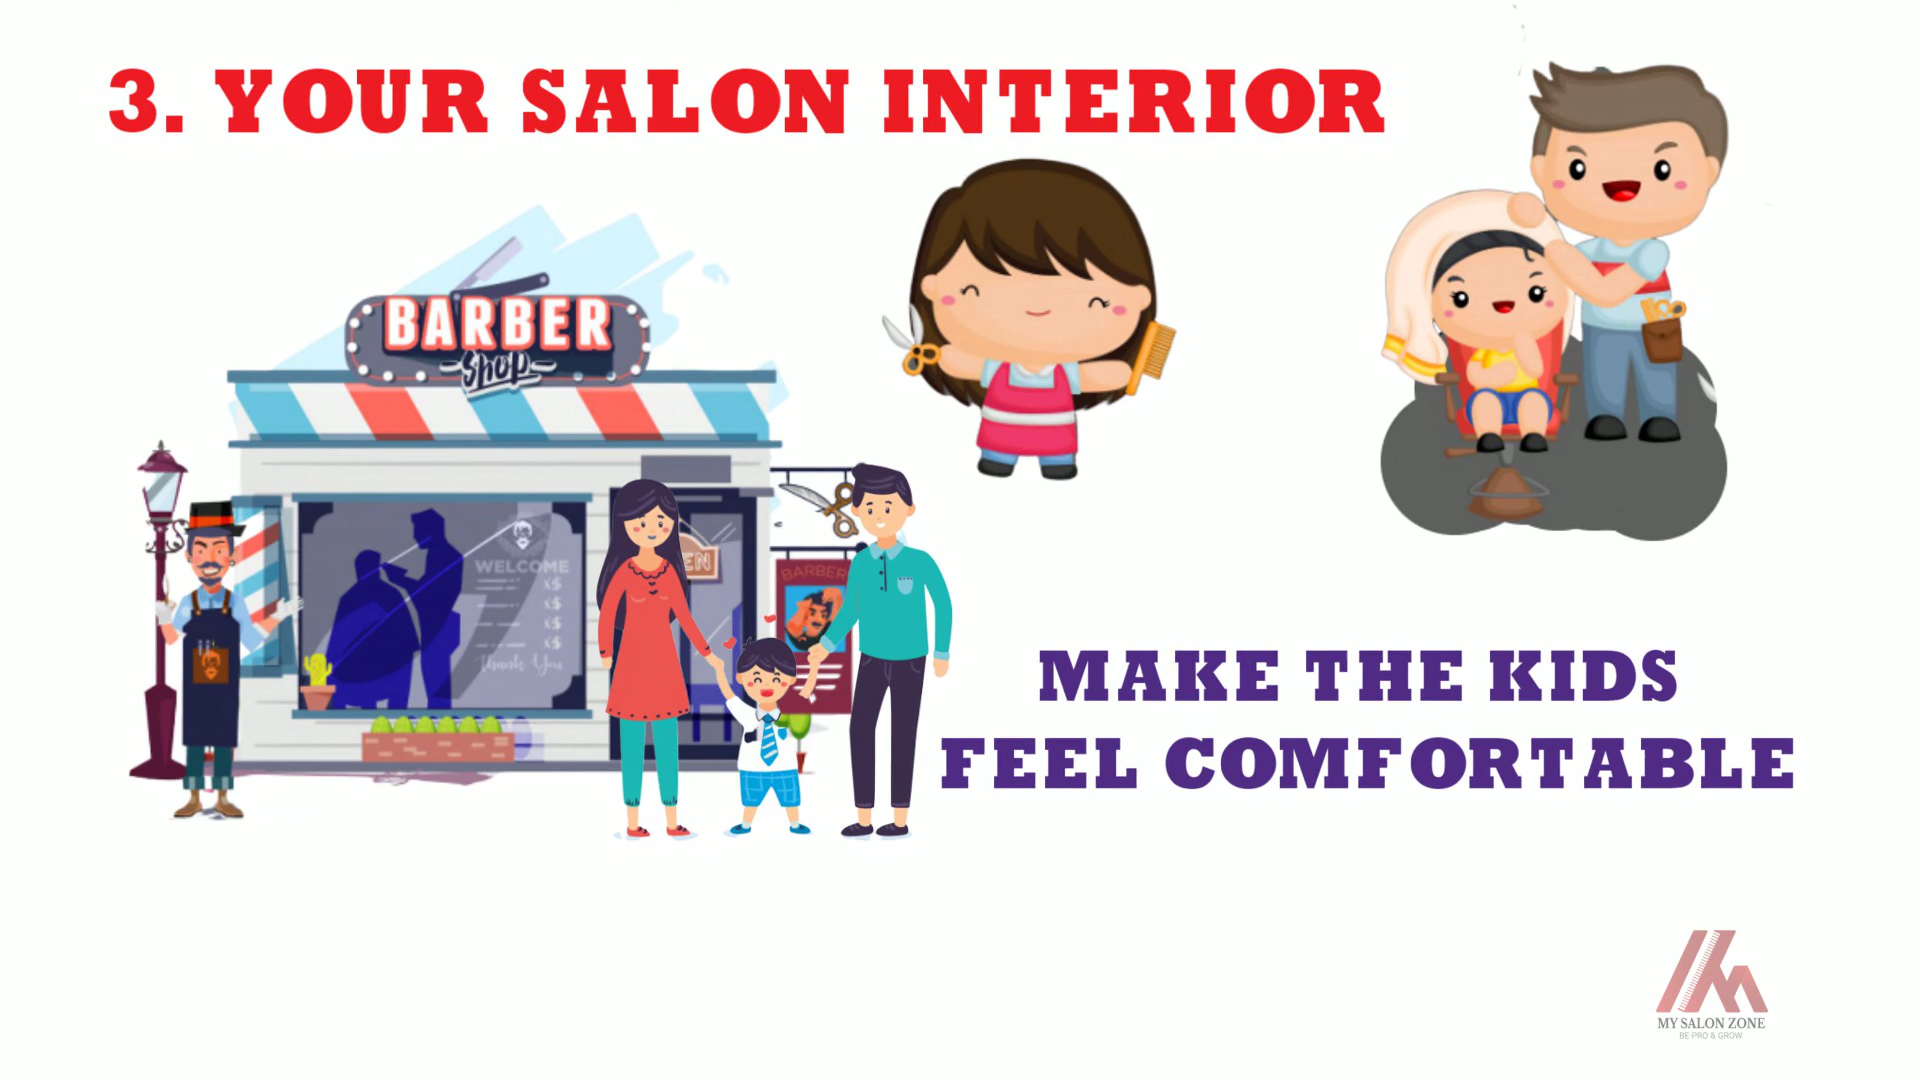 3. YOUR SALON INTERIOR
BARBER
Shop
WELCOME
x$
x$
x$
x$
Thank You
EN
BARBER
MAKE THE KIDS
FEEL COMFORTABLE
MY SALON ZONE
BE PRO & GROW